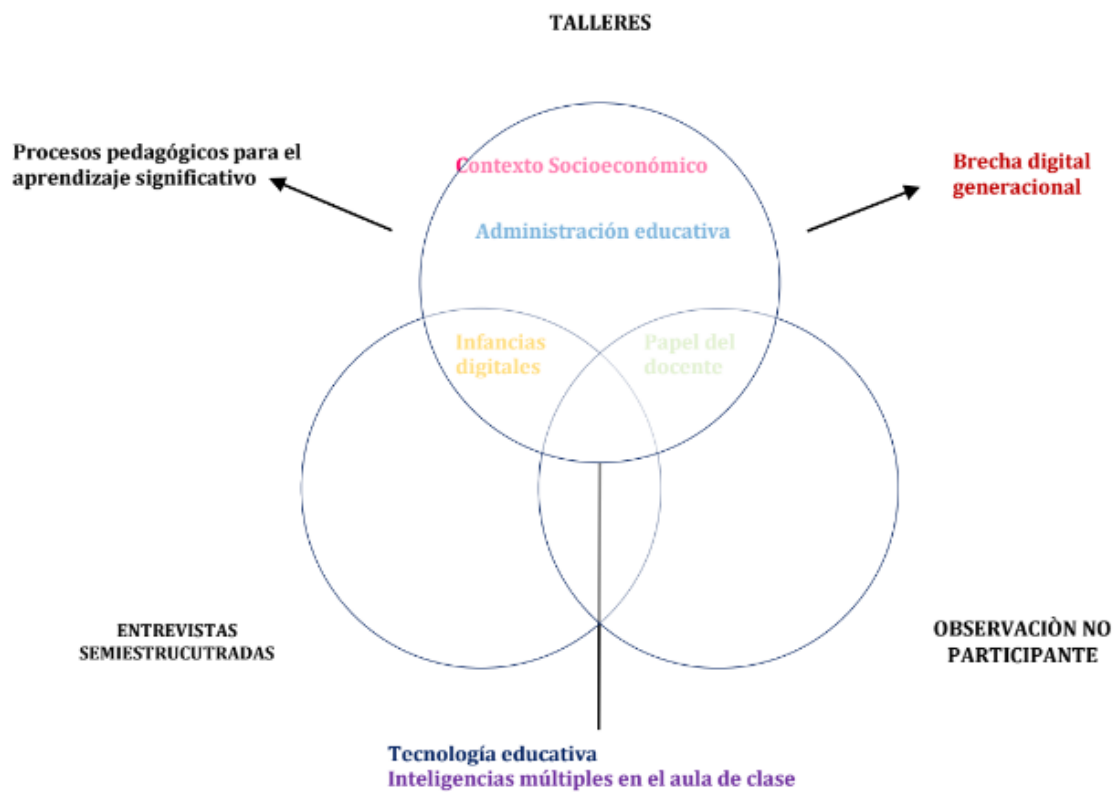 TALLERES
Procesos pedagógicos para el
aprendizaje significativo
Contexto Socioeconómico
Brecha digital
generacional
Administración educativa
Infancias
digitales
Papel del
docente
ENTREVISTAS
SEMIESTRUCUTRADAS
OBSERVACIÒN NO
PARTICIPANTE
Tecnología educativa
Inteligencias múltiples en el aula de clase